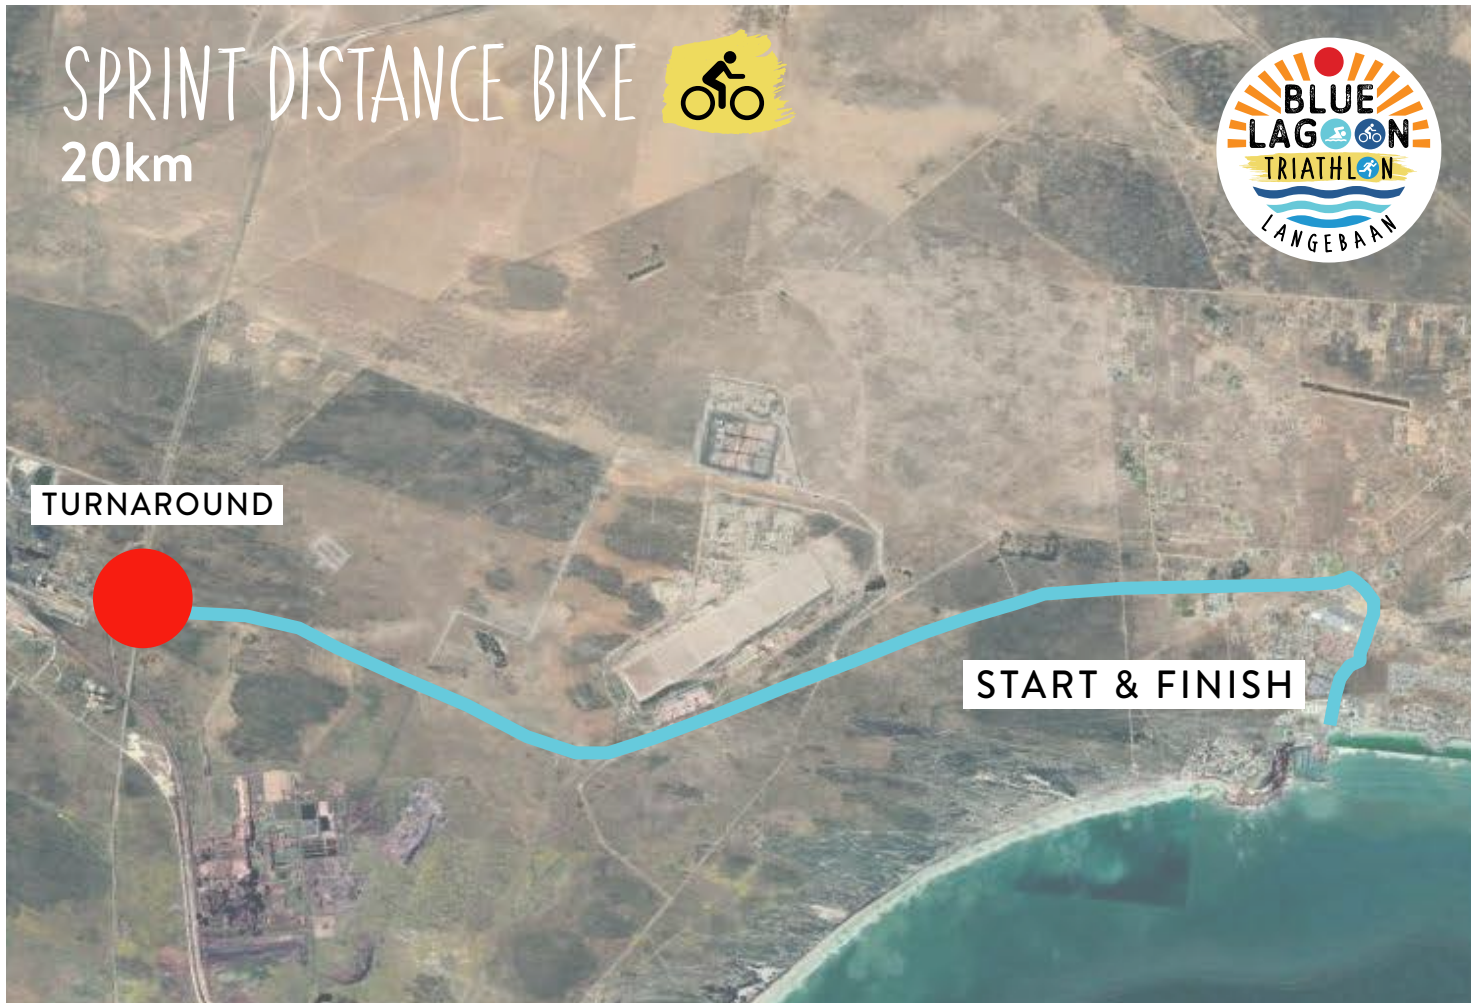 SPRINT DISTANCE BIKE
20km
BLUE
LAGOON
TRIATHLON
LANGEBAAN
TURNAROUND
START & FINISH